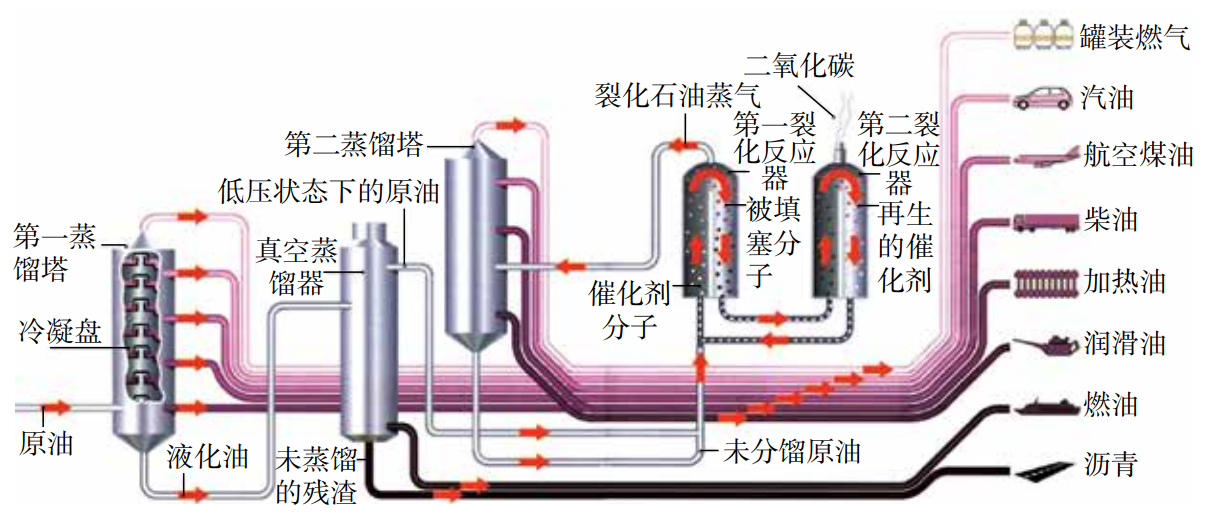 罐装燃气
二氧化碳
裂化石油蒸气
汽油
第一裂
化反应
器
第二裂
化反应
器
第二蒸馏塔
航空煤油
低压状态下的原油
被填
塞分
子
再生
的催
化剂
柴油
第一蒸
馏塔
真空蒸
馏器
加热油
催化剂
分子
冷凝盘
润滑油
燃油
原油
液化油
未蒸馏
的残渣
未分馏原油
沥青